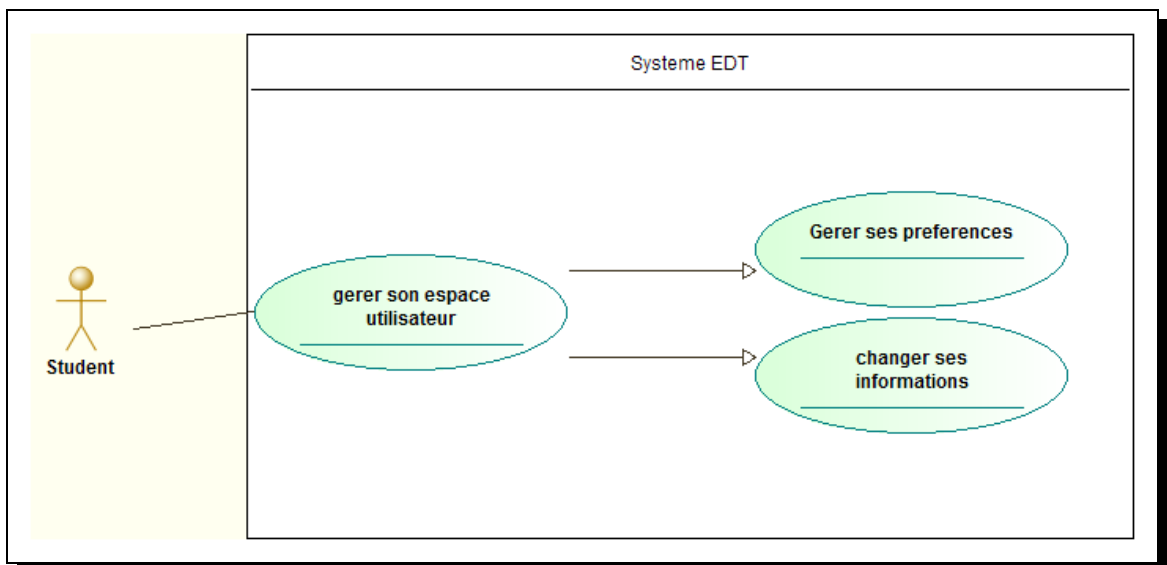 Systeme EDT
Gerer ses preferences
gerer son espace
utilisateur
changer ses
informations
Student